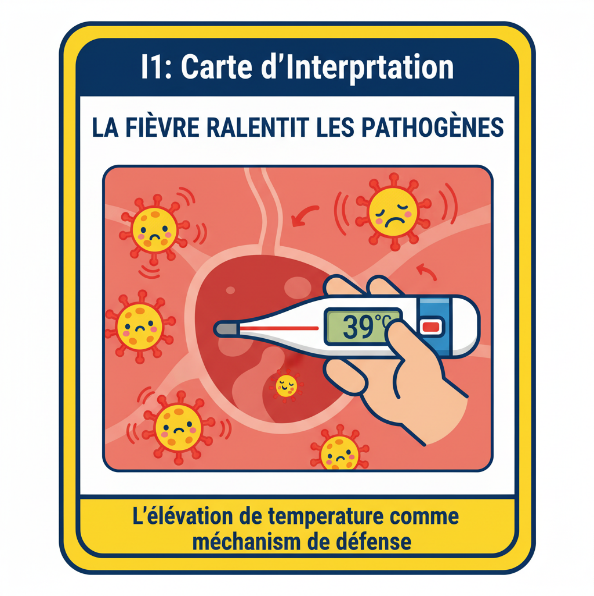 I1: Carte d'Interprtation
LA FIÈVRE RALENTIT LES PATHOGÈNES
39°C
L'élévation de temperature comme
méchanism de défense